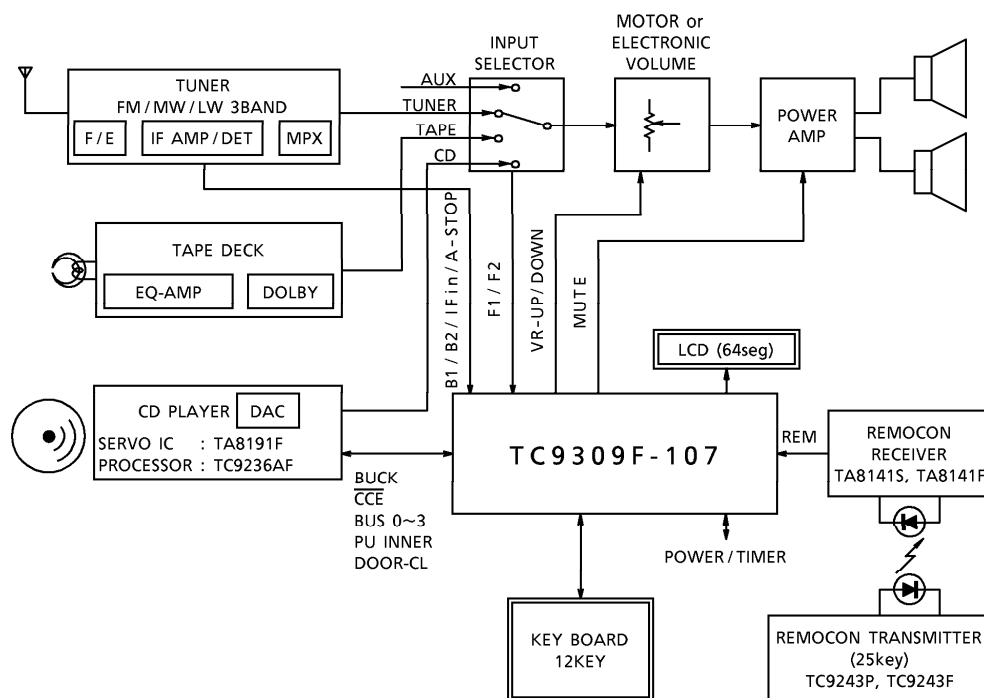 TUNER
FM / MW / LW 3BAND
F / E
IF AMP / DET
MPX
AUX
TUNER
TAPE
CD
INPUT
SELECTOR
MOTOR or
ELECTRONIC
VOLUME
POWER
AMP
TAPE DECK
EQ-AMP
DOLBY
B1 / B2 / IFin / A-STOP
F1 / F2
VR-UP / DOWN
MUTE
LCD (64seg)
CD PLAYER
DAC
SERVO IC : TA8191F
PROCESSOR : TC9236AF
BUCK
CCE
BUS 0~3
PU INNER
DOOR-CL
TC9309F-107
REM
REMOCON
RECEIVER
TA8141S, TA8141F
POWER / TIMER
KEY BOARD
12KEY
REMOCON TRANSMITTER
(25key)
TC9243P, TC9243F